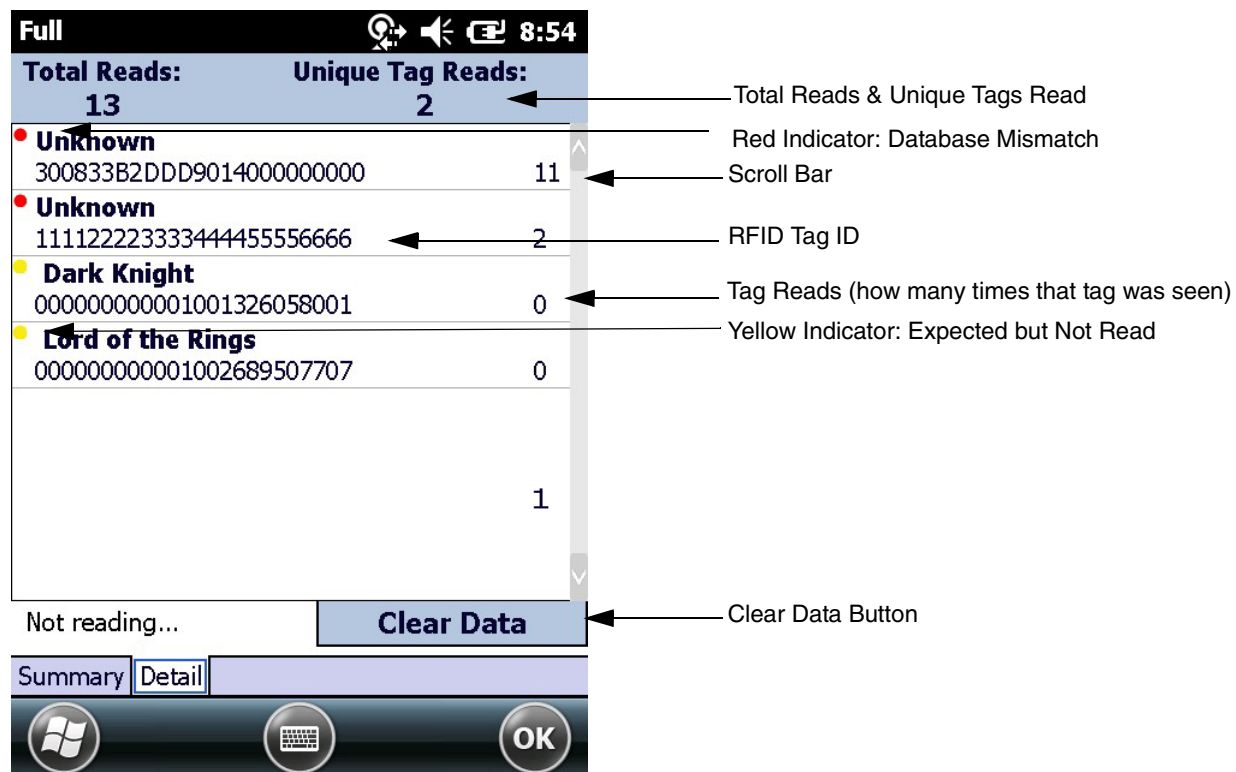 Full 8:54
Total Reads: Unique Tag Reads:
13 2
Total Reads & Unique Tags Read
Unknown
Red Indicator: Database Mismatch
300833B2DDD9014000000000 11
Scroll Bar
Unknown
111122223333444455556666 2
RFID Tag ID
Dark Knight
000000000001001326058001 0
Tag Reads (how many times that tag was seen)
Lord of the Rings
Yellow Indicator: Expected but Not Read
000000000001002689507707 0
1
Not reading... Clear Data
Clear Data Button
Summary Detail
OK